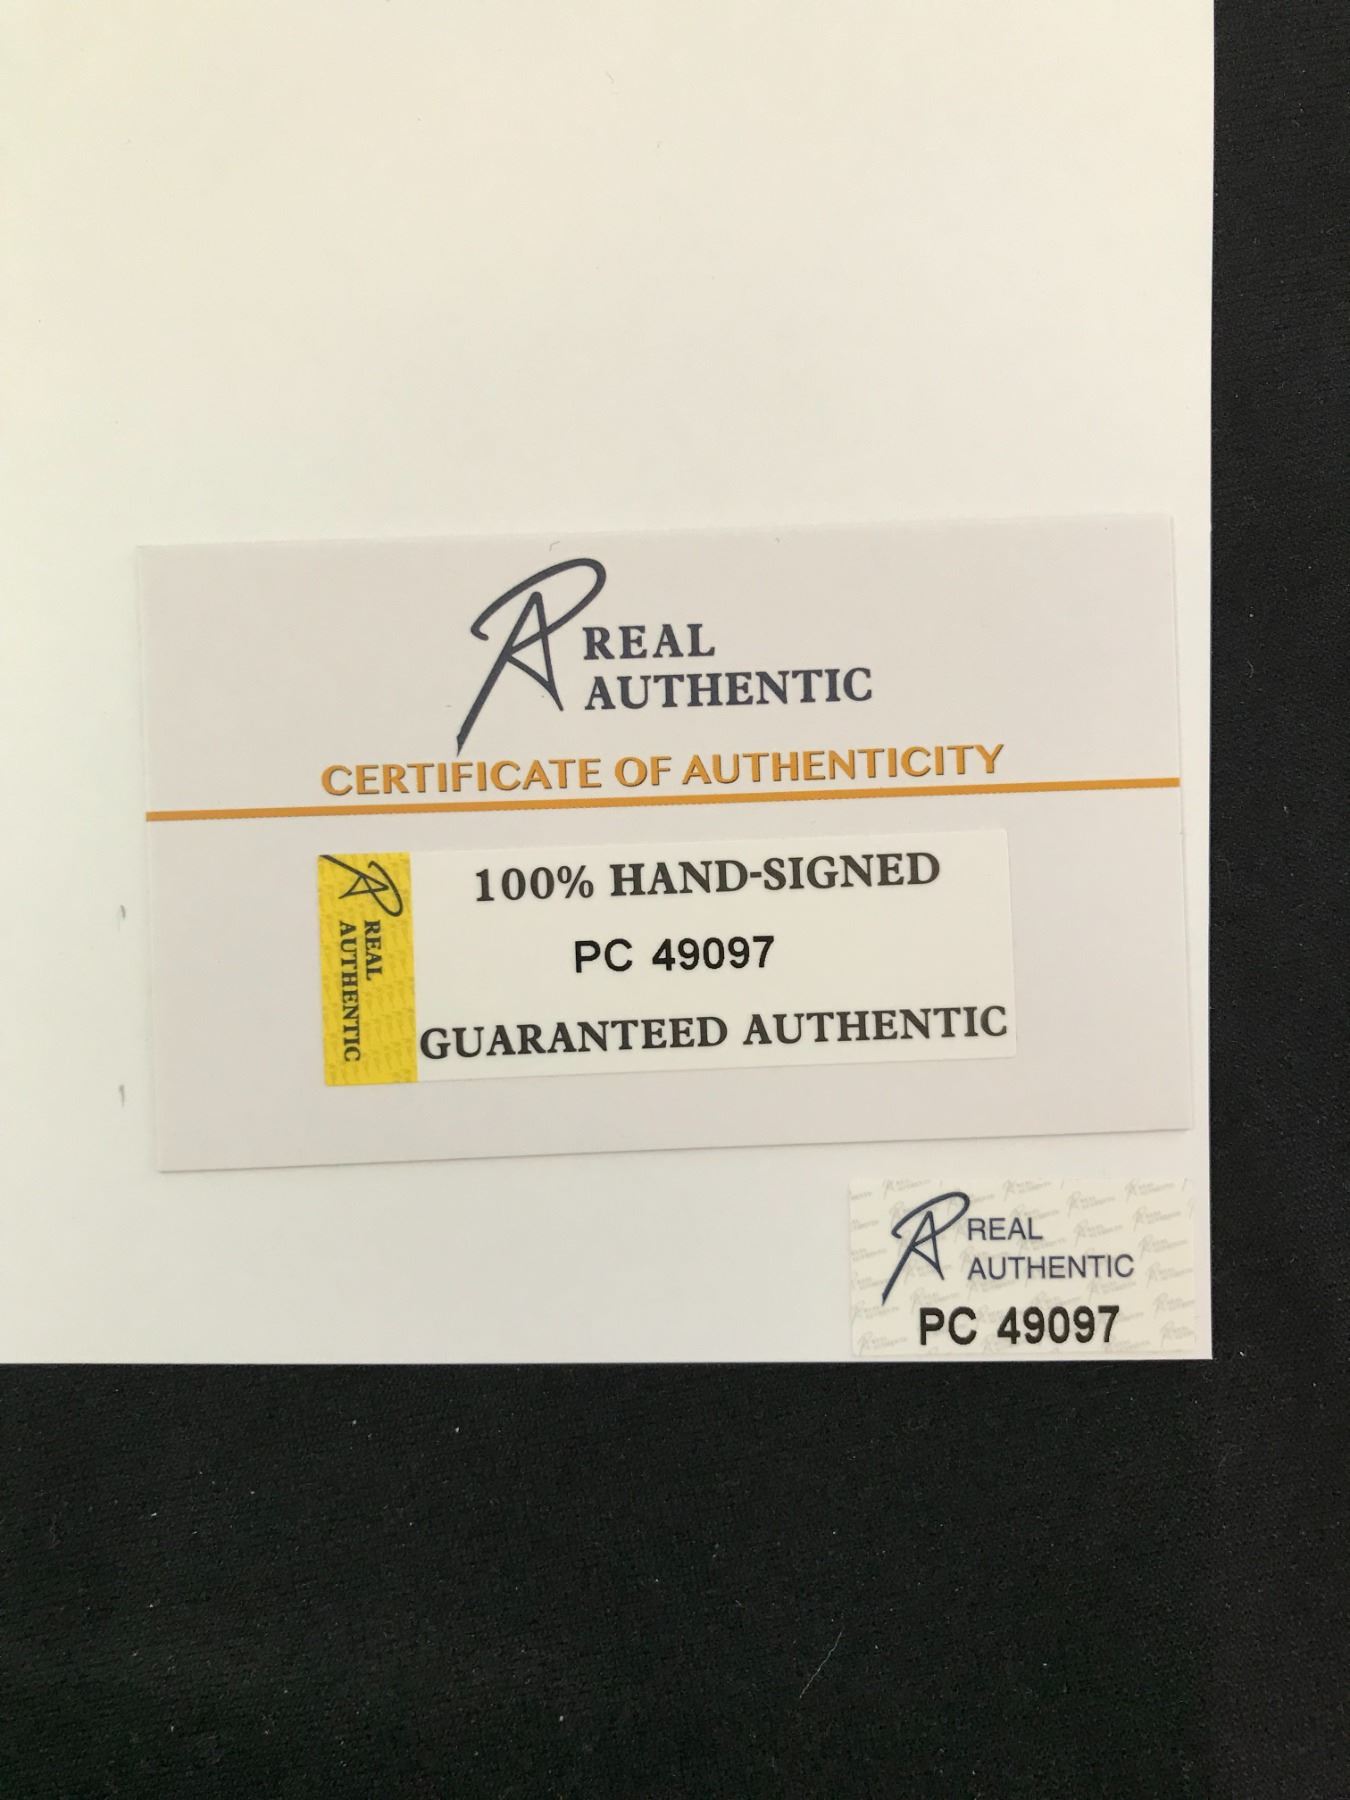 REAL
AUTHENTIC
CERTIFICATE OF AUTHENTICITY
REAL
AUTHENTIC
100% HAND-SIGNED
PC 49097
GUARANTEED AUTHENTIC
REAL
AUTHENTIC
PC 49097